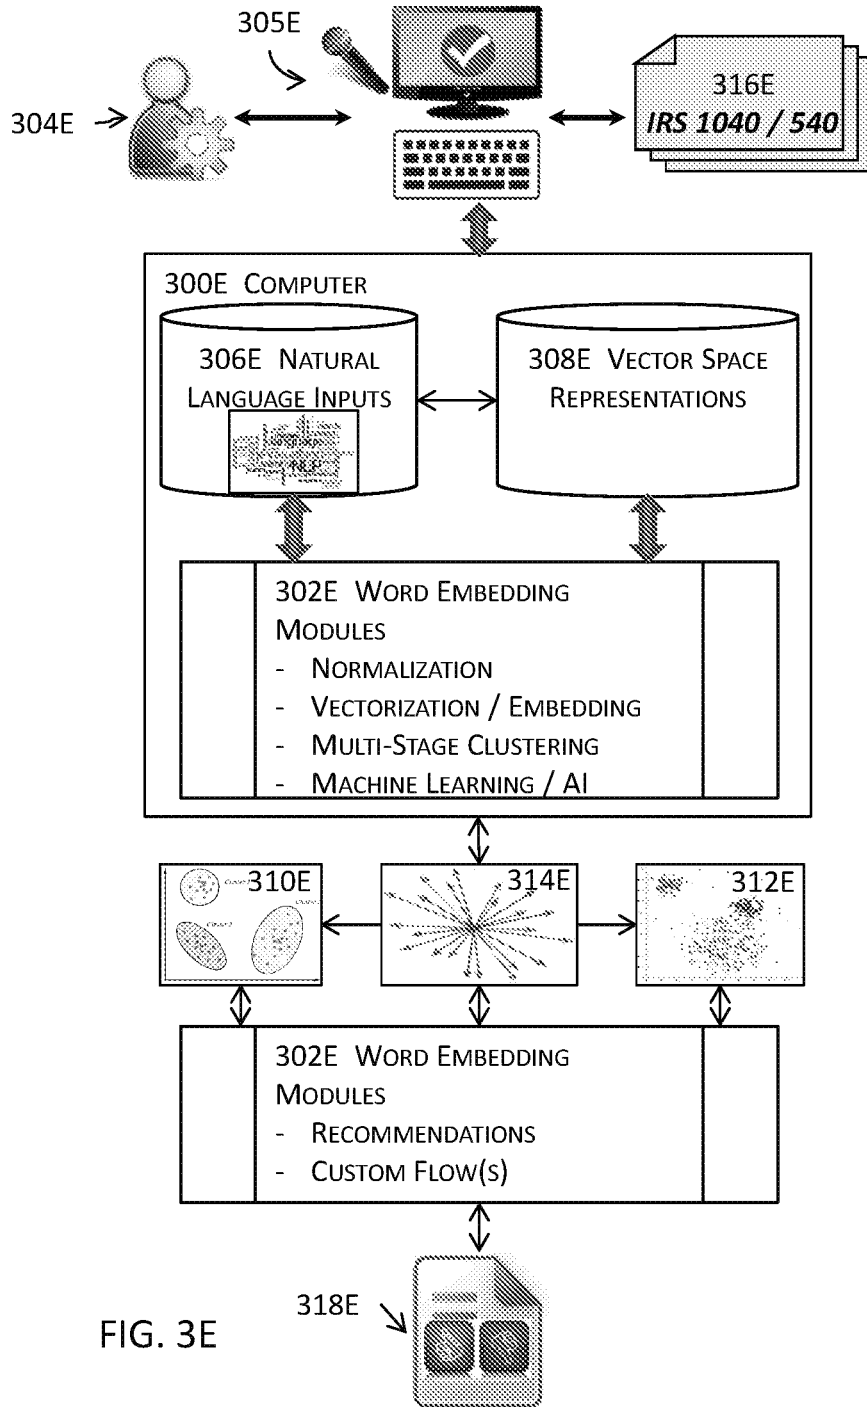 305E
304E
316E
IRS 1040 / 540
300E COMPUTER
306E NATURAL
LANGUAGE INPUTS
NLP
308E VECTOR SPACE
REPRESENTATIONS
302E WORD EMBEDDING
MODULES
- NORMALIZATION
- VECTORIZATION / EMBEDDING
- MULTI-STAGE CLUSTERING
- MACHINE LEARNING / AI
310E
314E
312E
302E WORD EMBEDDING
MODULES
- RECOMMENDATIONS
- CUSTOM FLOW(S)
318E
FIG. 3E